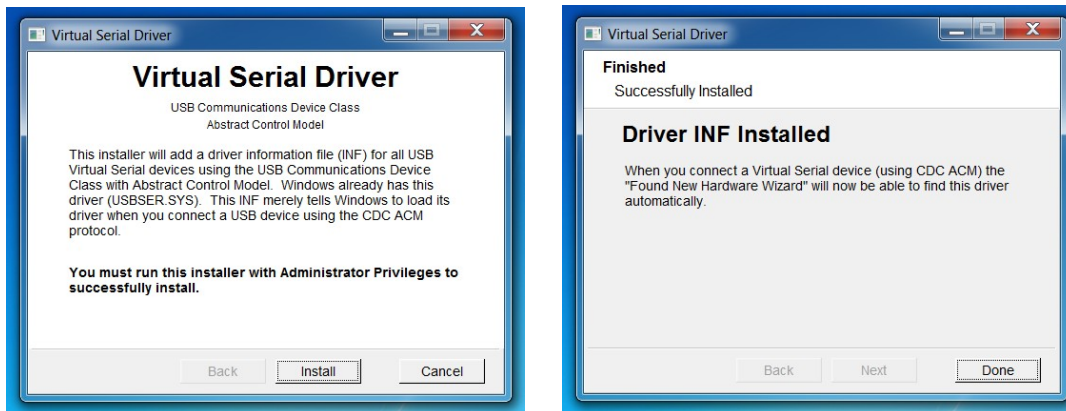 Virtual Serial Driver
Virtual Serial Driver
USB Communications Device Class
Abstract Control Model
This installer will add a driver information file (INF) for all USB
Virtual Serial devices using the USB Communications Device
Class with Abstract Control Model.  Windows already has this
driver (USBSER.SYS).  This INF merely tells Windows to load its
driver when you connect a USB device using the CDC ACM
protocol.
You must run this installer with Administrator Privileges to
successfully install.
Back
Install
Cancel
Virtual Serial Driver
Finished
Successfully Installed
Driver INF Installed
When you connect a Virtual Serial device (using CDC ACM) the
"Found New Hardware Wizard" will now be able to find this driver
automatically.
Back
Next
Done